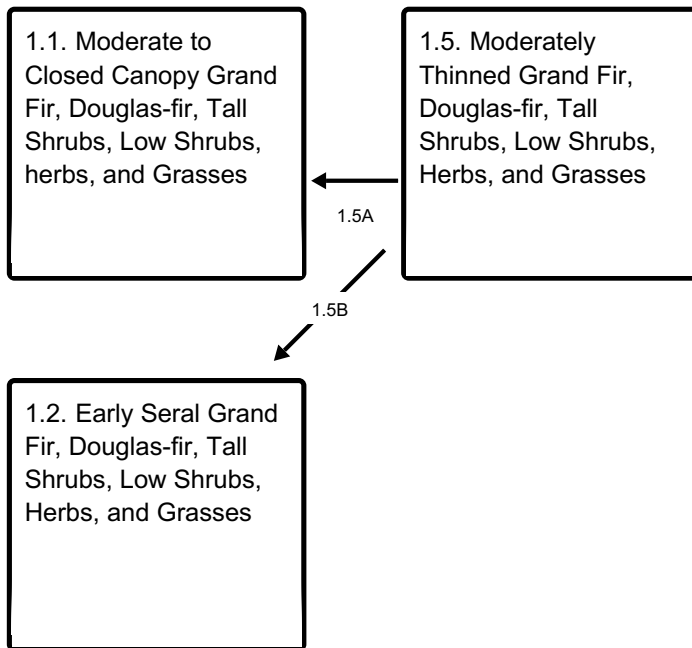 1.1. Moderate to
Closed Canopy Grand
Fir, Douglas-fir, Tall
Shrubs, Low Shrubs,
herbs, and Grasses
1.5. Moderately
Thinned Grand Fir,
Douglas-fir, Tall
Shrubs, Low Shrubs,
Herbs, and Grasses
1.5A
1.5B
1.2. Early Seral Grand
Fir, Douglas-fir, Tall
Shrubs, Low Shrubs,
Herbs, and Grasses